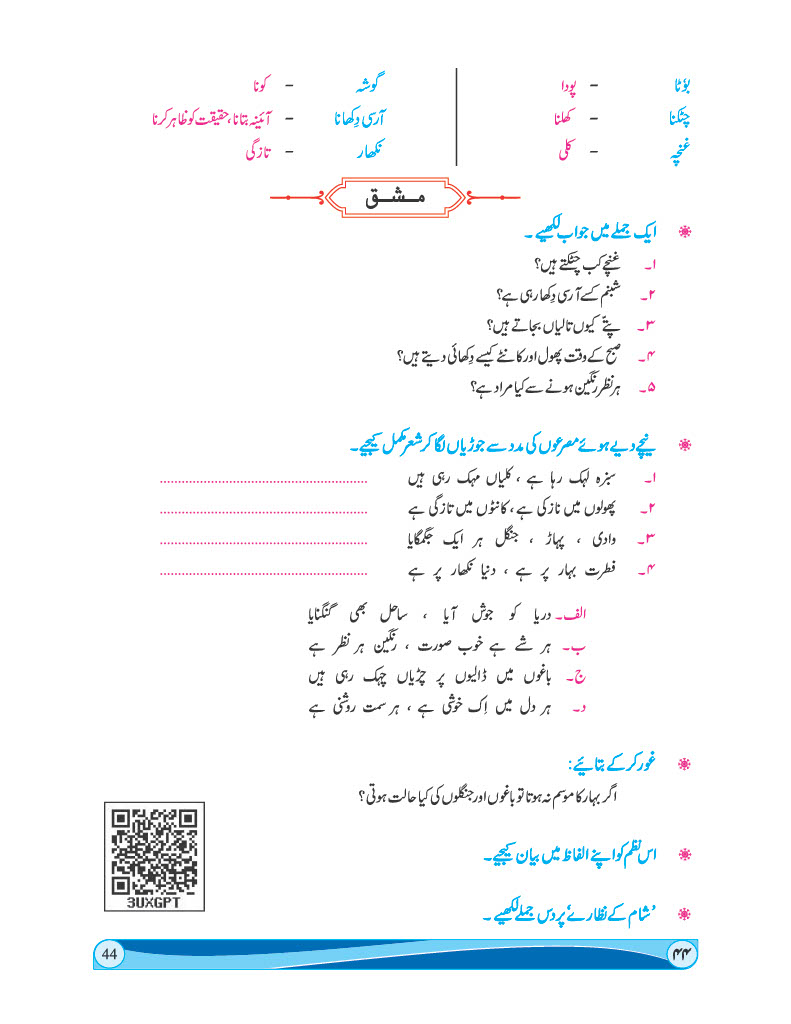 بوٗٹا - پودا
چٹکنا - کھلنا
غنچہ - کلی
گوشہ - کونا
آرسی دِکھانا - آئینہ بتانا، حقیقت کو ظاہر کرنا
نکھار - تازگی
مــشــق
ایک جملے میں جواب لکھیے ۔
۱۔ غنچے کب چٹکتے ہیں؟
۲۔ شبنم کسے آرسی دِکھا رہی ہے؟
۳۔ پتّے کیوں تالیاں بجاتے ہیں؟
۴۔ صبح کے وقت پھول اور کانٹے کیسے دِکھائی دیتے ہیں؟
۵۔ ہر نظر رنگین ہونے سے کیا مراد ہے؟
نیچے دیے ہوئے مصرعوں کی مدد سے جوڑیاں لگا کر شعر مکمل کیجیے۔
۱۔ سبزہ لہک رہا ہے ، کلیاں مہک رہی ہیں ..........................................................
۲۔ پھولوں میں نازکی ہے ، کانٹوں میں تازگی ہے ..........................................................
۳۔ وادی ، پہاڑ ، جنگل ہر ایک جگمگایا ..........................................................
۴۔ فطرت بہار پر ہے ، دنیا نکھار پر ہے ..........................................................
الف۔ دریا کو جوش آیا ، ساحل بھی گنگنایا
ب۔ ہر شے ہے خوب صورت ، رنگین ہر نظر ہے
ج۔ باغوں میں ڈالیوں پر چڑیاں چہک رہی ہیں
د۔ ہر دل میں اِک خوشی ہے ، ہر سمت روشنی ہے
غور کر کے بتائیے :
اگر بہار کا موسم نہ ہوتا تو باغوں اور جنگلوں کی کیا حالت ہوتی؟
اس نظم کو اپنے الفاظ میں بیان کیجیے ۔
’شام کے نظارے‘ پر دس جملے لکھیے ۔
3UXGPT
44
۴۴